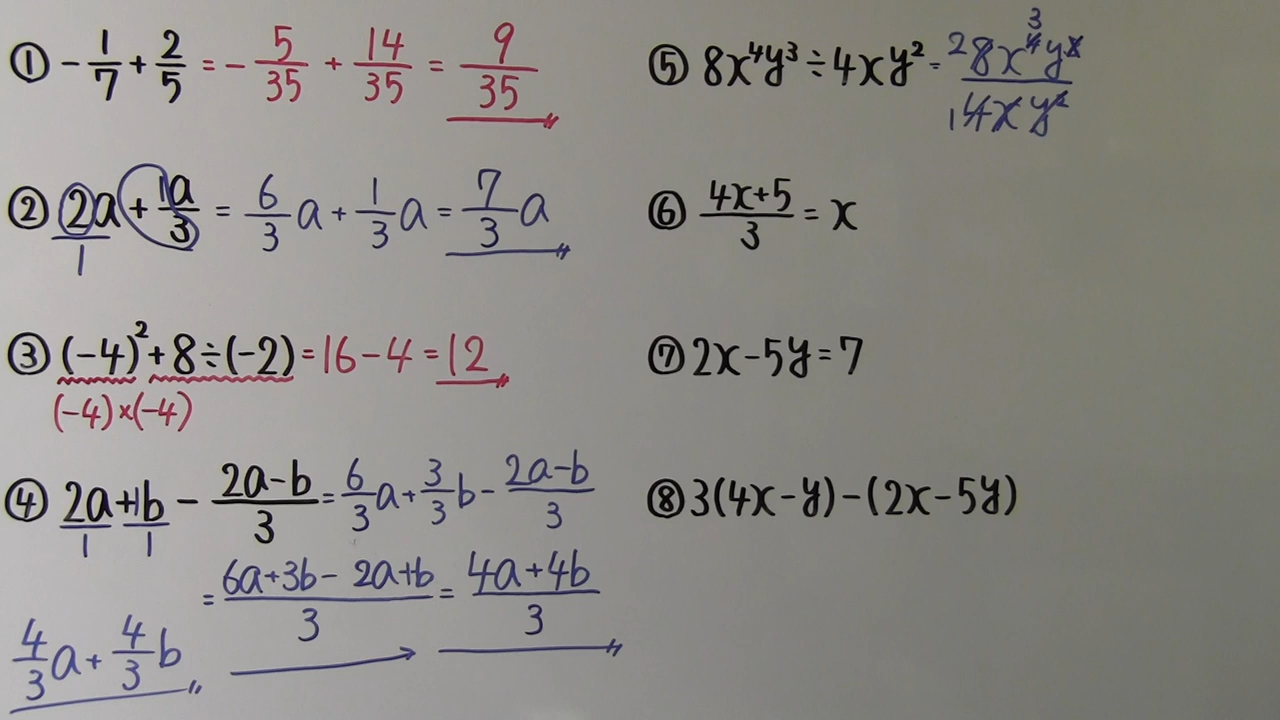 ① -1/7 + 2/5 = -5/35 + 14/35 = 9/35
② 2a/1 + 1a/3 = 6/3 a + 1/3 a = 7/3 a
③ (-4)² + 8 ÷ (-2) = 16 - 4 = 12
(-4) × (-4)
④ 2a/1 + 1b/1 - (2a-b)/3 = 6/3 a + 3/3 b - (2a-b)/3
= (6a+3b-2a+b)/3 = (4a+4b)/3
4/3 a + 4/3 b
⑤ 8x⁴y³ ÷ 4xy² = 2 8x⁴ ³y³ / 1 4xy²
⑥ (4x+5)/3 = x
⑦ 2x - 5y = 7
⑧ 3(4x-y) - (2x-5y)